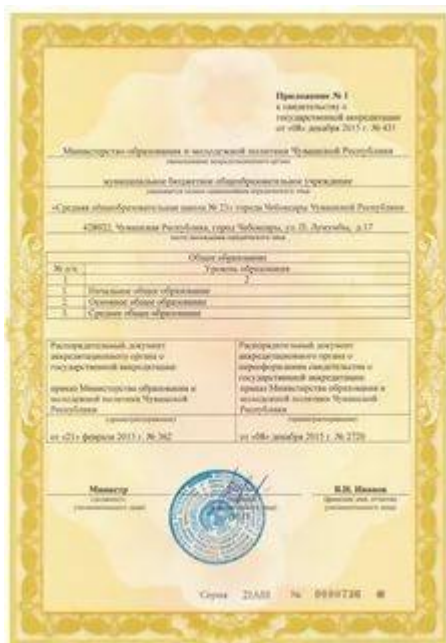 Приложение № 1
к свидетельству о
государственной аккредитации
от «08» декабря 2015 г. № 431
Министерство образования и молодежной политики Чувашской Республики
муниципальное бюджетное общеобразовательное учреждение
«Средняя общеобразовательная школа № 23» города Чебоксары Чувашской Республики
428022, Чувашская Республика, город Чебоксары, ул. П. Лумумбы, д.17
Общее образование
№ п/п Уровень образования
1 2
1. Начальное общее образование
2. Основное общее образование
3. Среднее общее образование
Распорядительный документ
аккредитационного органа о
государственной аккредитации:
приказ Министерства образования и
молодежной политики Чувашской
Республики
от «21» февраля 2013 г. № 362
Распорядительный документ
аккредитационного органа о
переоформлении свидетельства о
государственной аккредитации:
приказ Министерства образования и
молодежной политики Чувашской
Республики
от «08» декабря 2015 г. № 2720
Министр
В.Н. Иванов
Серия 21А01 № 0000736